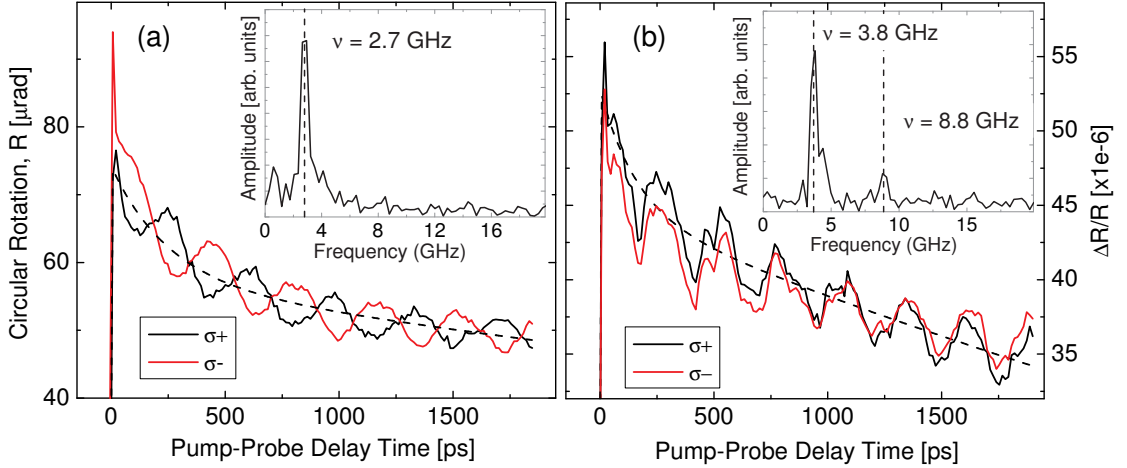 (a)
Circular Rotation, R [μrad]
80
60
40
0
500
1000
1500
Pump-Probe Delay Time [ps]
σ+
σ-
Amplitude [arb. units]
ν = 2.7 GHz
0
4
8
12
16
Frequency (GHz)
(b)
Amplitude [arb. units]
ν = 3.8 GHz
ν = 8.8 GHz
0
5
10
15
Frequency (GHz)
σ+
σ−
0
500
1000
1500
Pump-Probe Delay Time [ps]
55
50
45
40
35
ΔR/R [x1e-6]